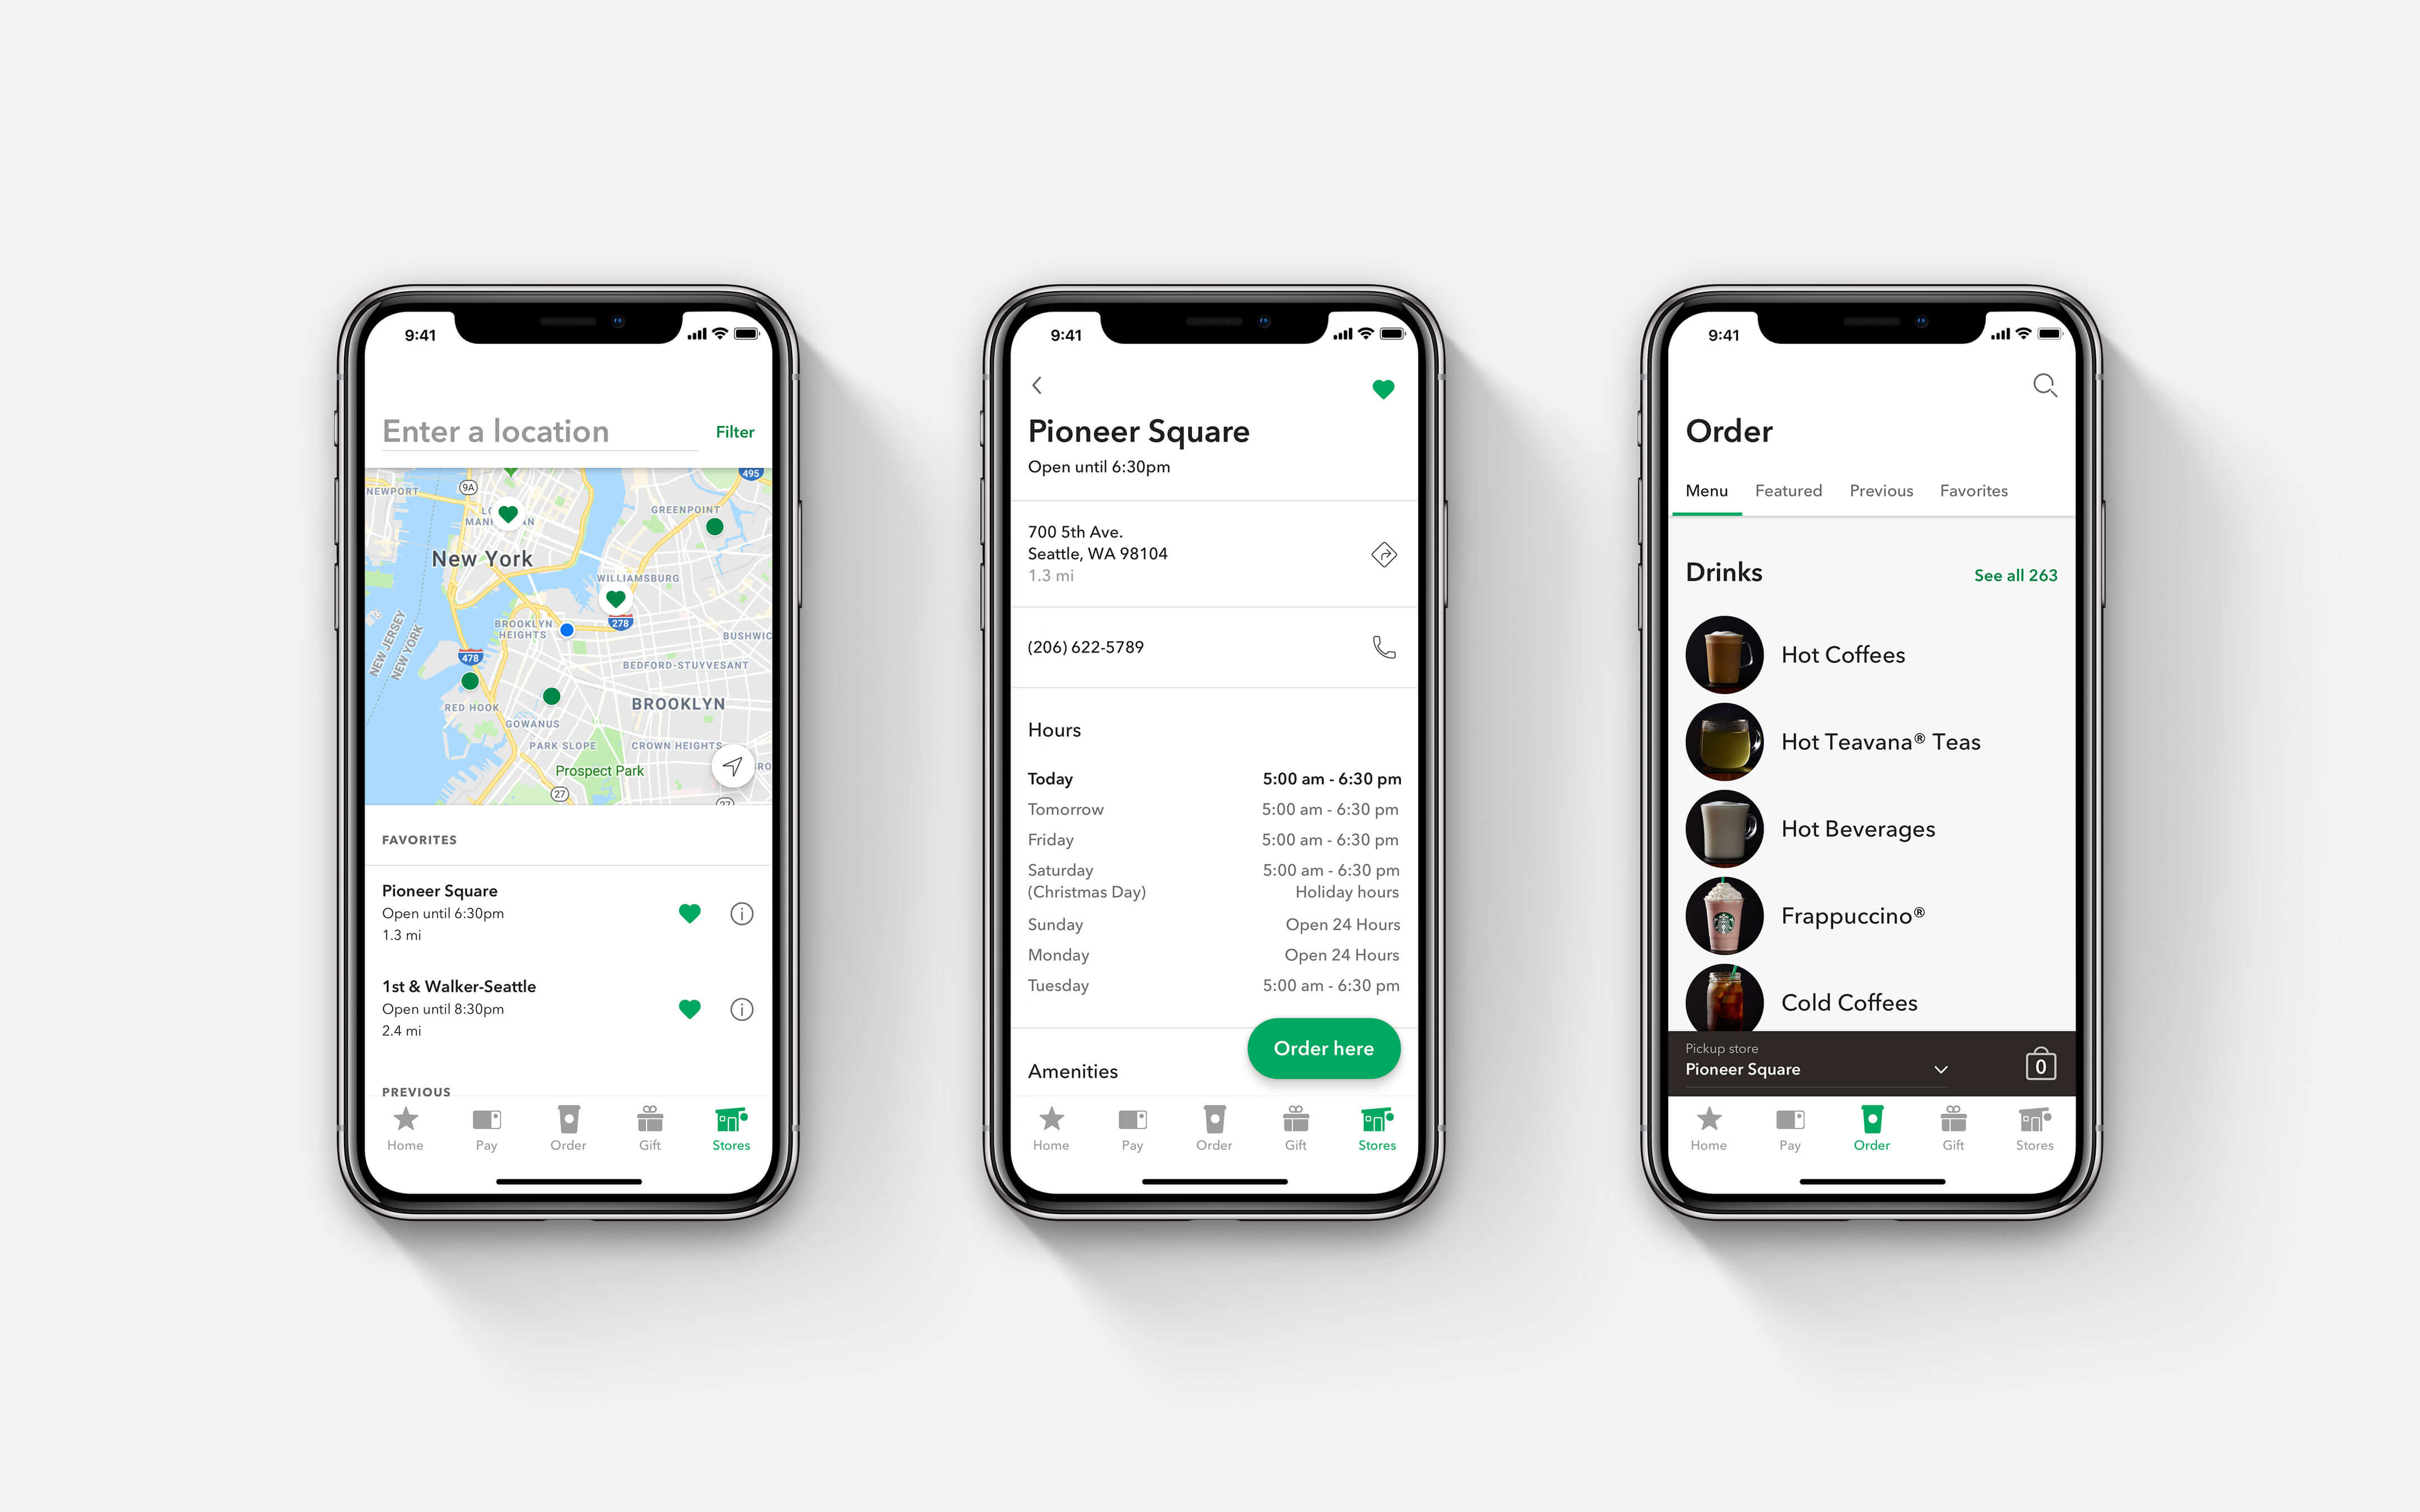 9:41
Enter a location
Filter
495
NEWPORT
9A
GREENPOINT
New York
WILLIAMSBURG
278
BROOKLYN
HEIGHTS
BUSHWIC
NEW JERSEY
NEW YORK
478
BEDFORD-STUYVESANT
BROOKLYN
RED HOOK
GOWANUS
PARK SLOPE
CROWN HEIGHTS
Prospect Park
27
FAVORITES
Pioneer Square
Open until 6:30pm
1.3 mi
1st & Walker-Seattle
Open until 8:30pm
2.4 mi
PREVIOUS
Home Pay Order Gift Stores
9:41
Pioneer Square
Open until 6:30pm
700 5th Ave.
Seattle, WA 98104
1.3 mi
(206) 622-5789
Hours
Today 5:00 am - 6:30 pm
Tomorrow 5:00 am - 6:30 pm
Friday 5:00 am - 6:30 pm
Saturday 5:00 am - 6:30 pm
(Christmas Day) Holiday hours
Sunday Open 24 Hours
Monday Open 24 Hours
Tuesday 5:00 am - 6:30 pm
Order here
Amenities
Home Pay Order Gift Stores
9:41
Order
Menu Featured Previous Favorites
Drinks
See all 263
Hot Coffees
Hot Teavana® Teas
Hot Beverages
Frappuccino®
Cold Coffees
Pickup store
Pioneer Square
0
Home Pay Order Gift Stores